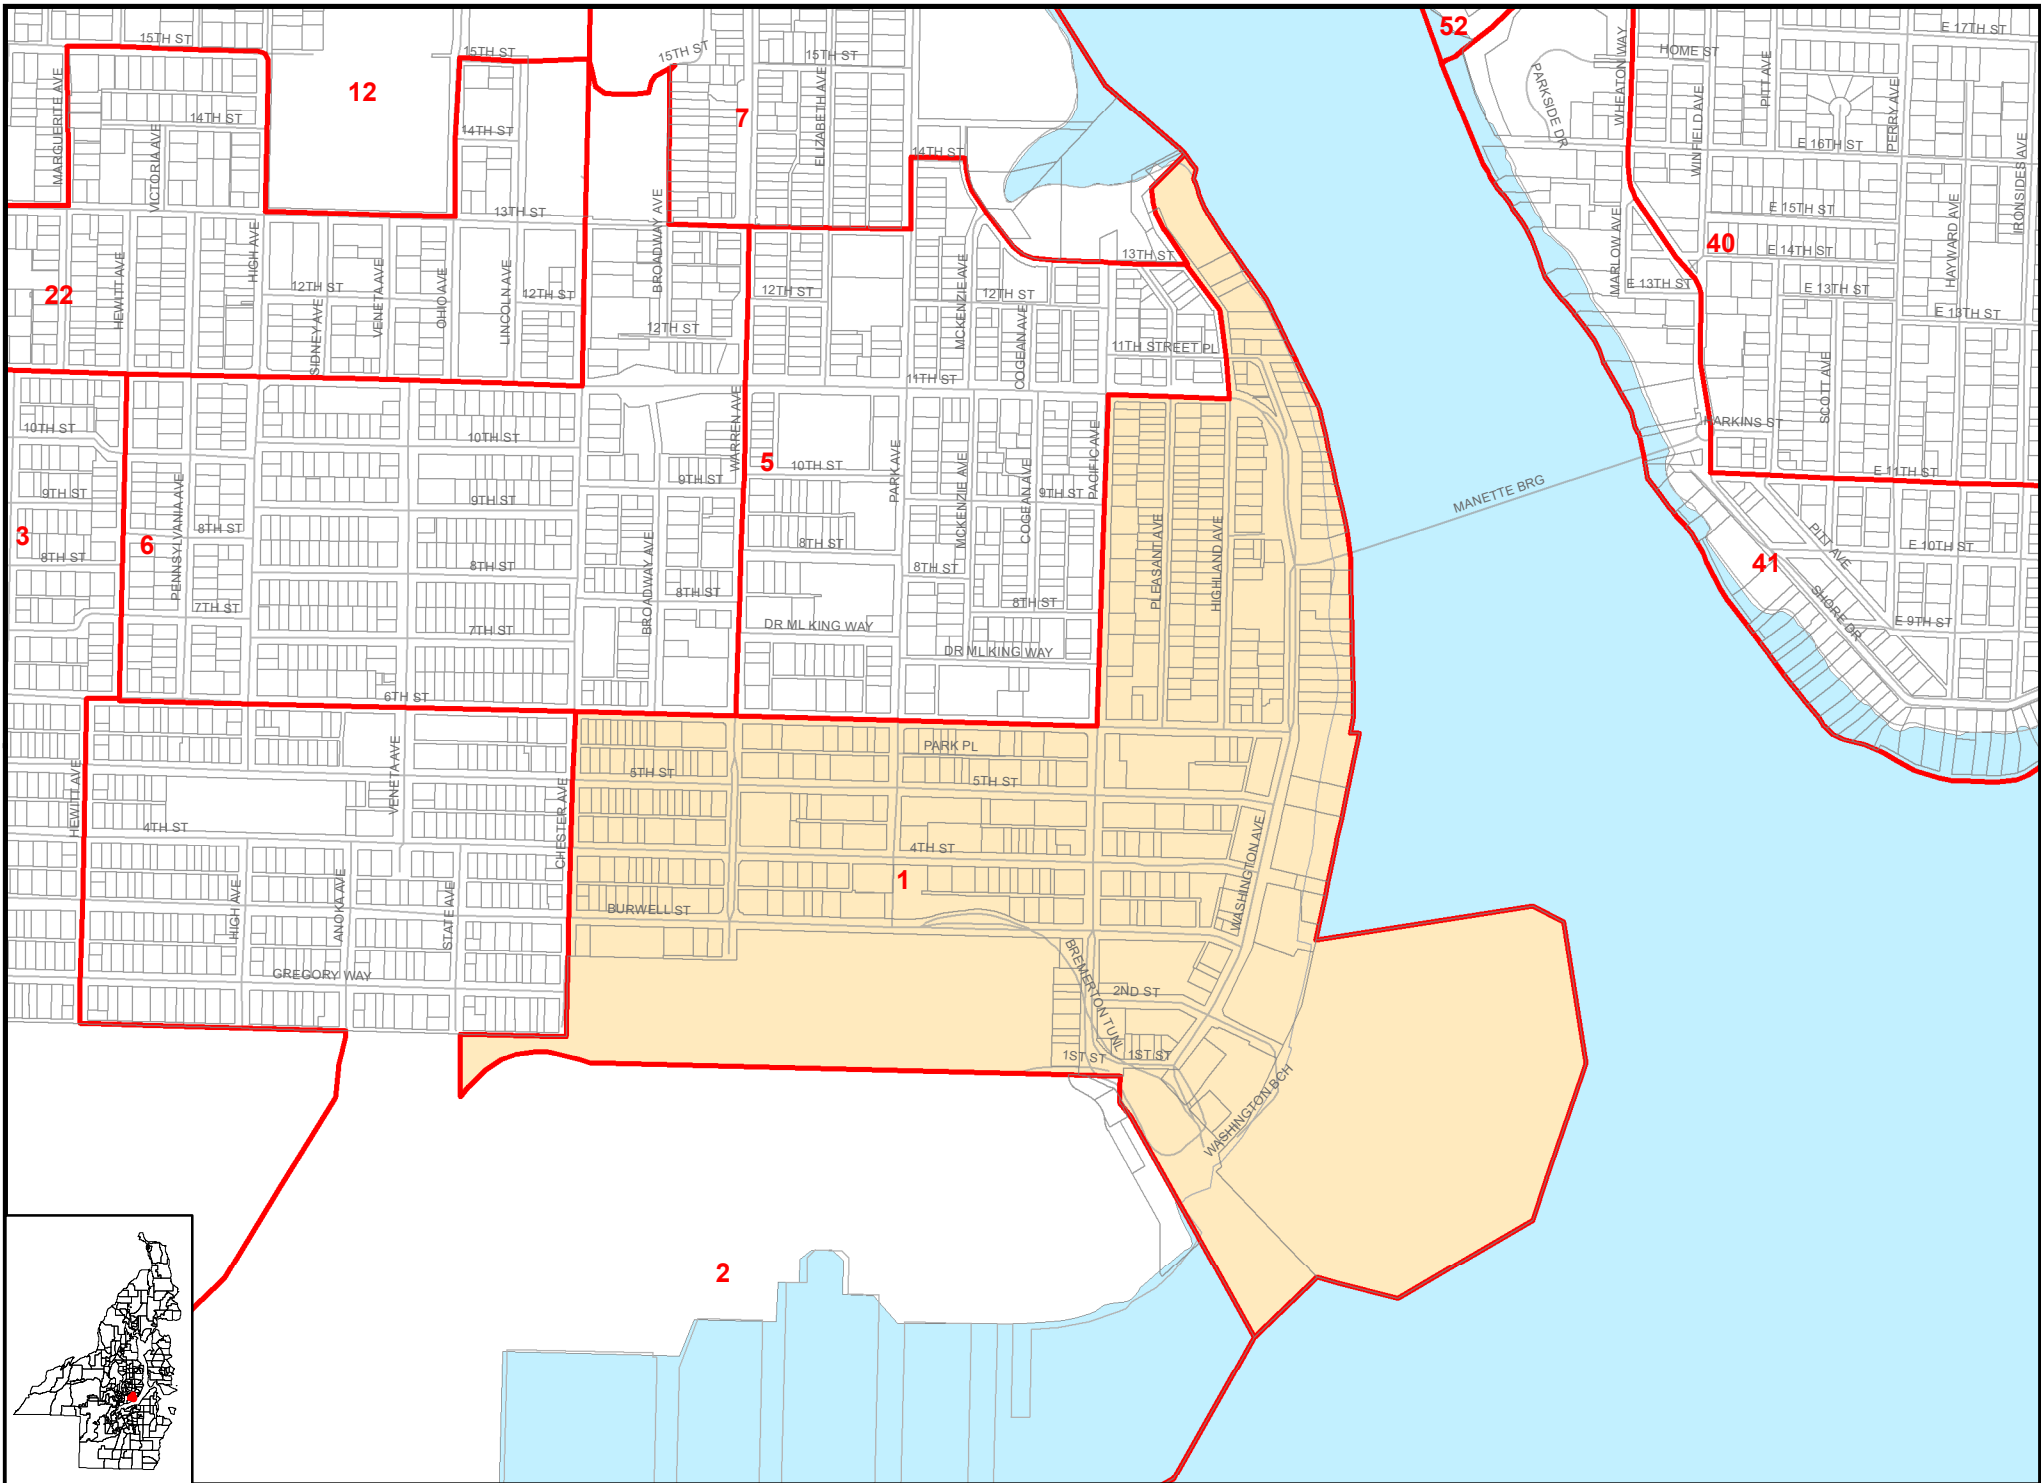 15TH ST
15TH ST
15TH ST
15TH ST
52
E 17TH ST
HOME ST
12
7
MARGUERITE AVE
14TH ST
VICTORIA AVE
14TH ST
ELIZABETH AVE
14TH ST
PARKSIDE DR
WHEATON WAY
WINFIELD AVE
PITT AVE
PERRY AVE
E 16TH ST
IRONSIDES AVE
13TH ST
BROADWAY AVE
13TH ST
MARLOW AVE
E 15TH ST
40
E 14TH ST
HAYWARD AVE
22
HEWITT AVE
HIGH AVE
12TH ST
SIDNEY AVE
VENETA AVE
OHIO AVE
LINCOLN AVE
12TH ST
12TH ST
12TH ST
MCKENZIE AVE
12TH ST
COGEAN AVE
11TH STREET PL
E 13TH ST
E 13TH ST
E 13TH ST
11TH ST
SCOTT AVE
HARKINS ST
10TH ST
10TH ST
WARREN AVE
5
10TH ST
PARK AVE
PACIFIC AVE
E 11TH ST
9TH ST
9TH ST
9TH ST
9TH ST
MANETTE BRG
3
8TH ST
6
PENNSYLVANIA AVE
8TH ST
8TH ST
BROADWAY AVE
8TH ST
8TH ST
MCKENZIE AVE
8TH ST
COGEAN AVE
8TH ST
PLEASANT AVE
HIGHLAND AVE
PITT AVE
E 10TH ST
41
SHORE DR
E 9TH ST
7TH ST
7TH ST
DR ML KING WAY
DR ML KING WAY
6TH ST
PARK PL
5TH ST
5TH ST
HEWITT AVE
VENETA AVE
CHESTER AVE
4TH ST
4TH ST
WASHINGTON AVE
1
HIGH AVE
ANOKA AVE
STATE AVE
BURWELL ST
GREGORY WAY
BREMERTON TUNL
2ND ST
1ST ST
1ST ST
WASHINGTON BCH
2